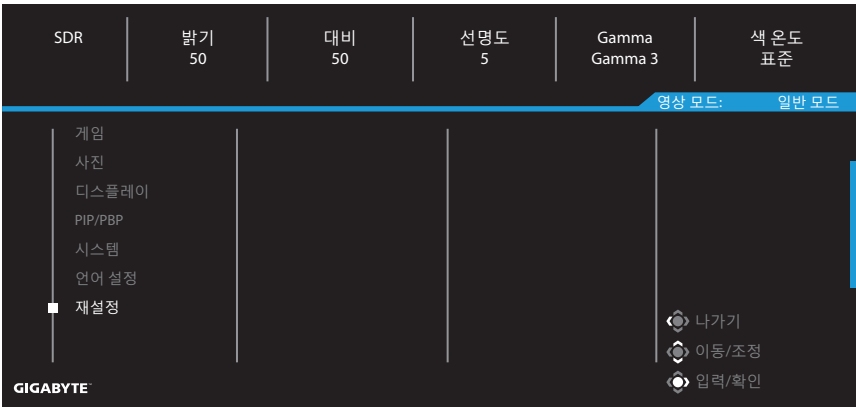 SDR 밝기 대비 선명도 Gamma 색 온도
50 50 5 Gamma 3 표준
영상 모드: 일반 모드
게임
사진
디스플레이
PIP/PBP
시스템
언어 설정
재설정
나가기
이동/조정
입력/확인
GIGABYTE™